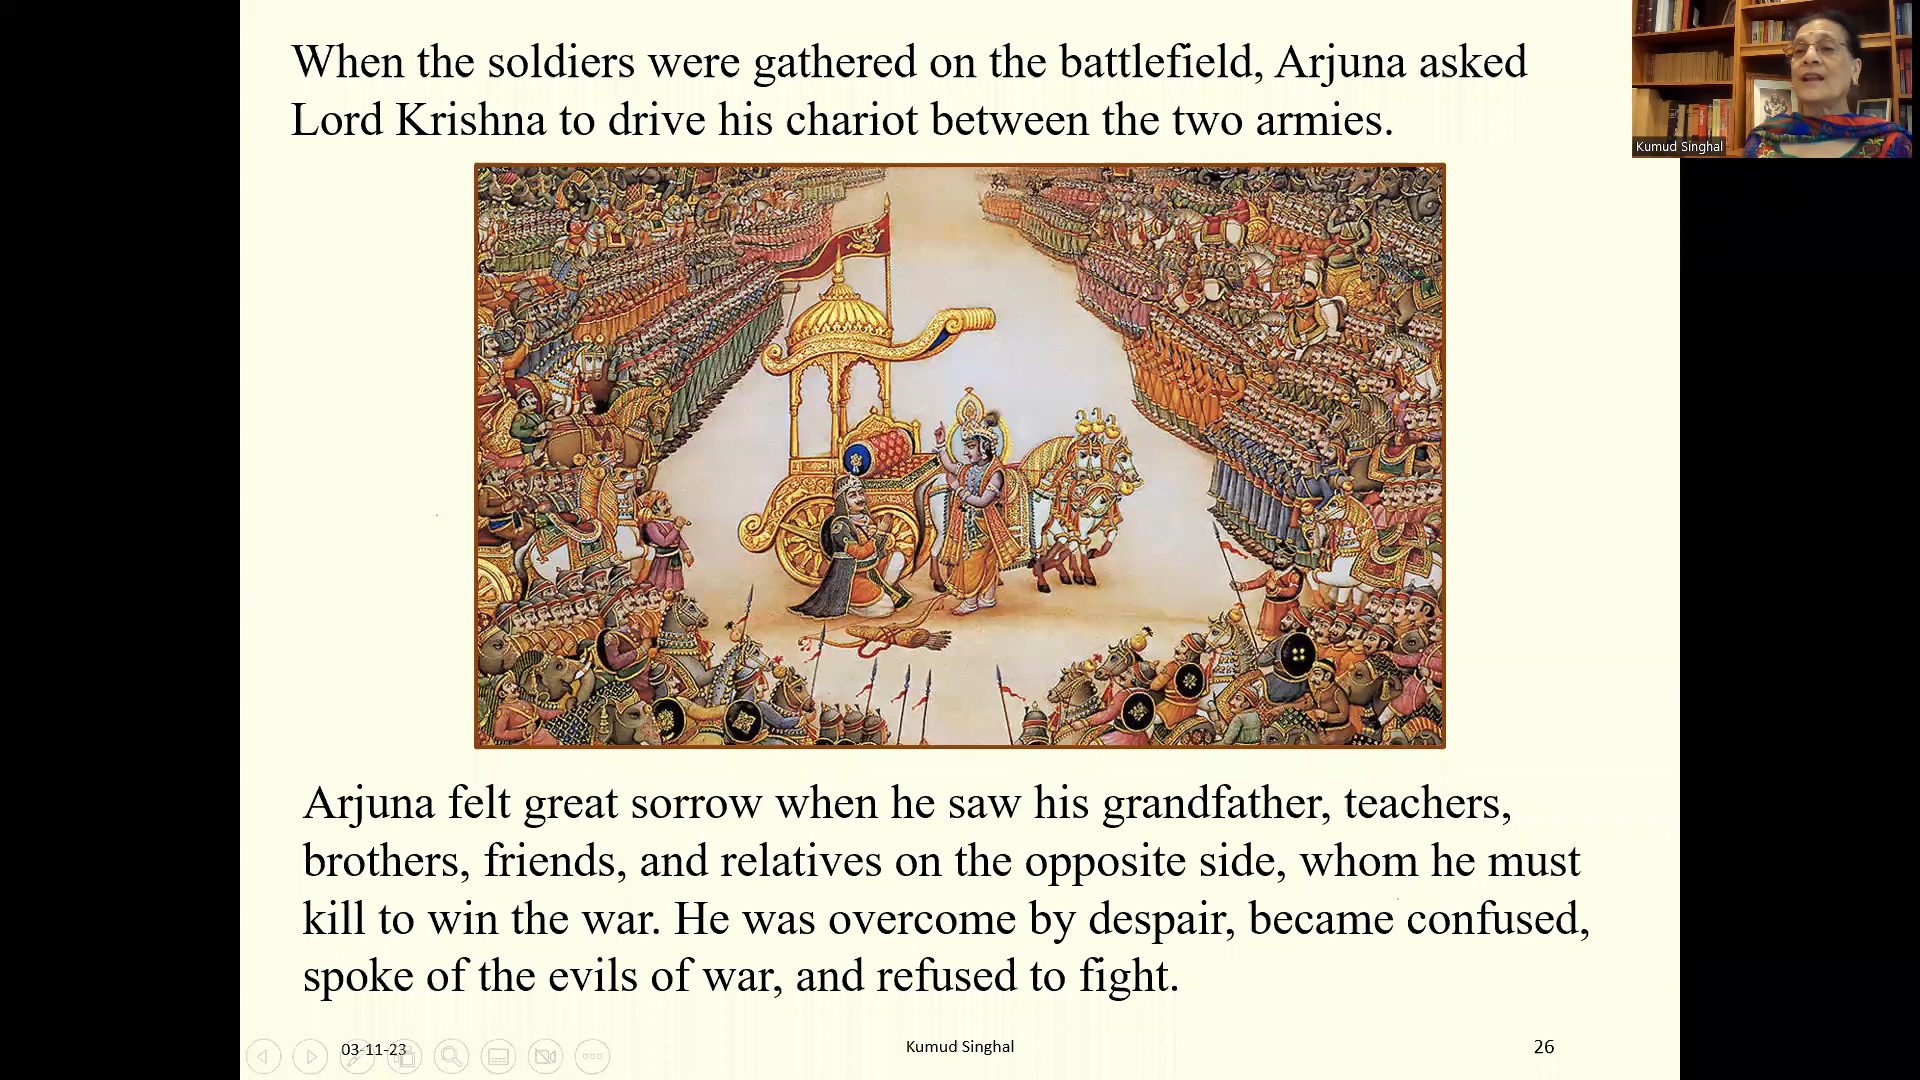 When the soldiers were gathered on the battlefield, Arjuna asked
Lord Krishna to drive his chariot between the two armies.
Kumud Singhal
Arjuna felt great sorrow when he saw his grandfather, teachers,
brothers, friends, and relatives on the opposite side, whom he must
kill to win the war. He was overcome by despair, became confused,
spoke of the evils of war, and refused to fight.
03-11-23
Kumud Singhal
26